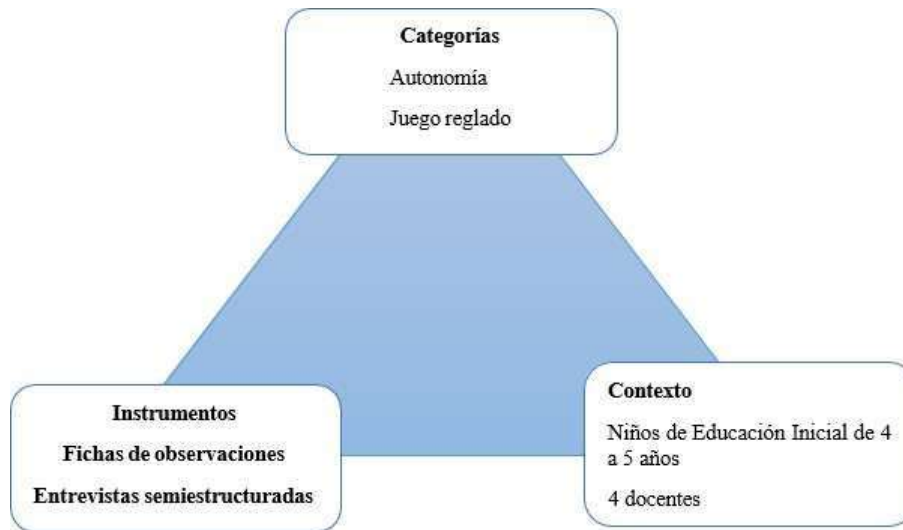 Categorías
Autonomía
Juego reglado
Instrumentos
Fichas de observaciones
Entrevistas semiestructuradas
Contexto
Niños de Educación Inicial de 4
a 5 años
4 docentes